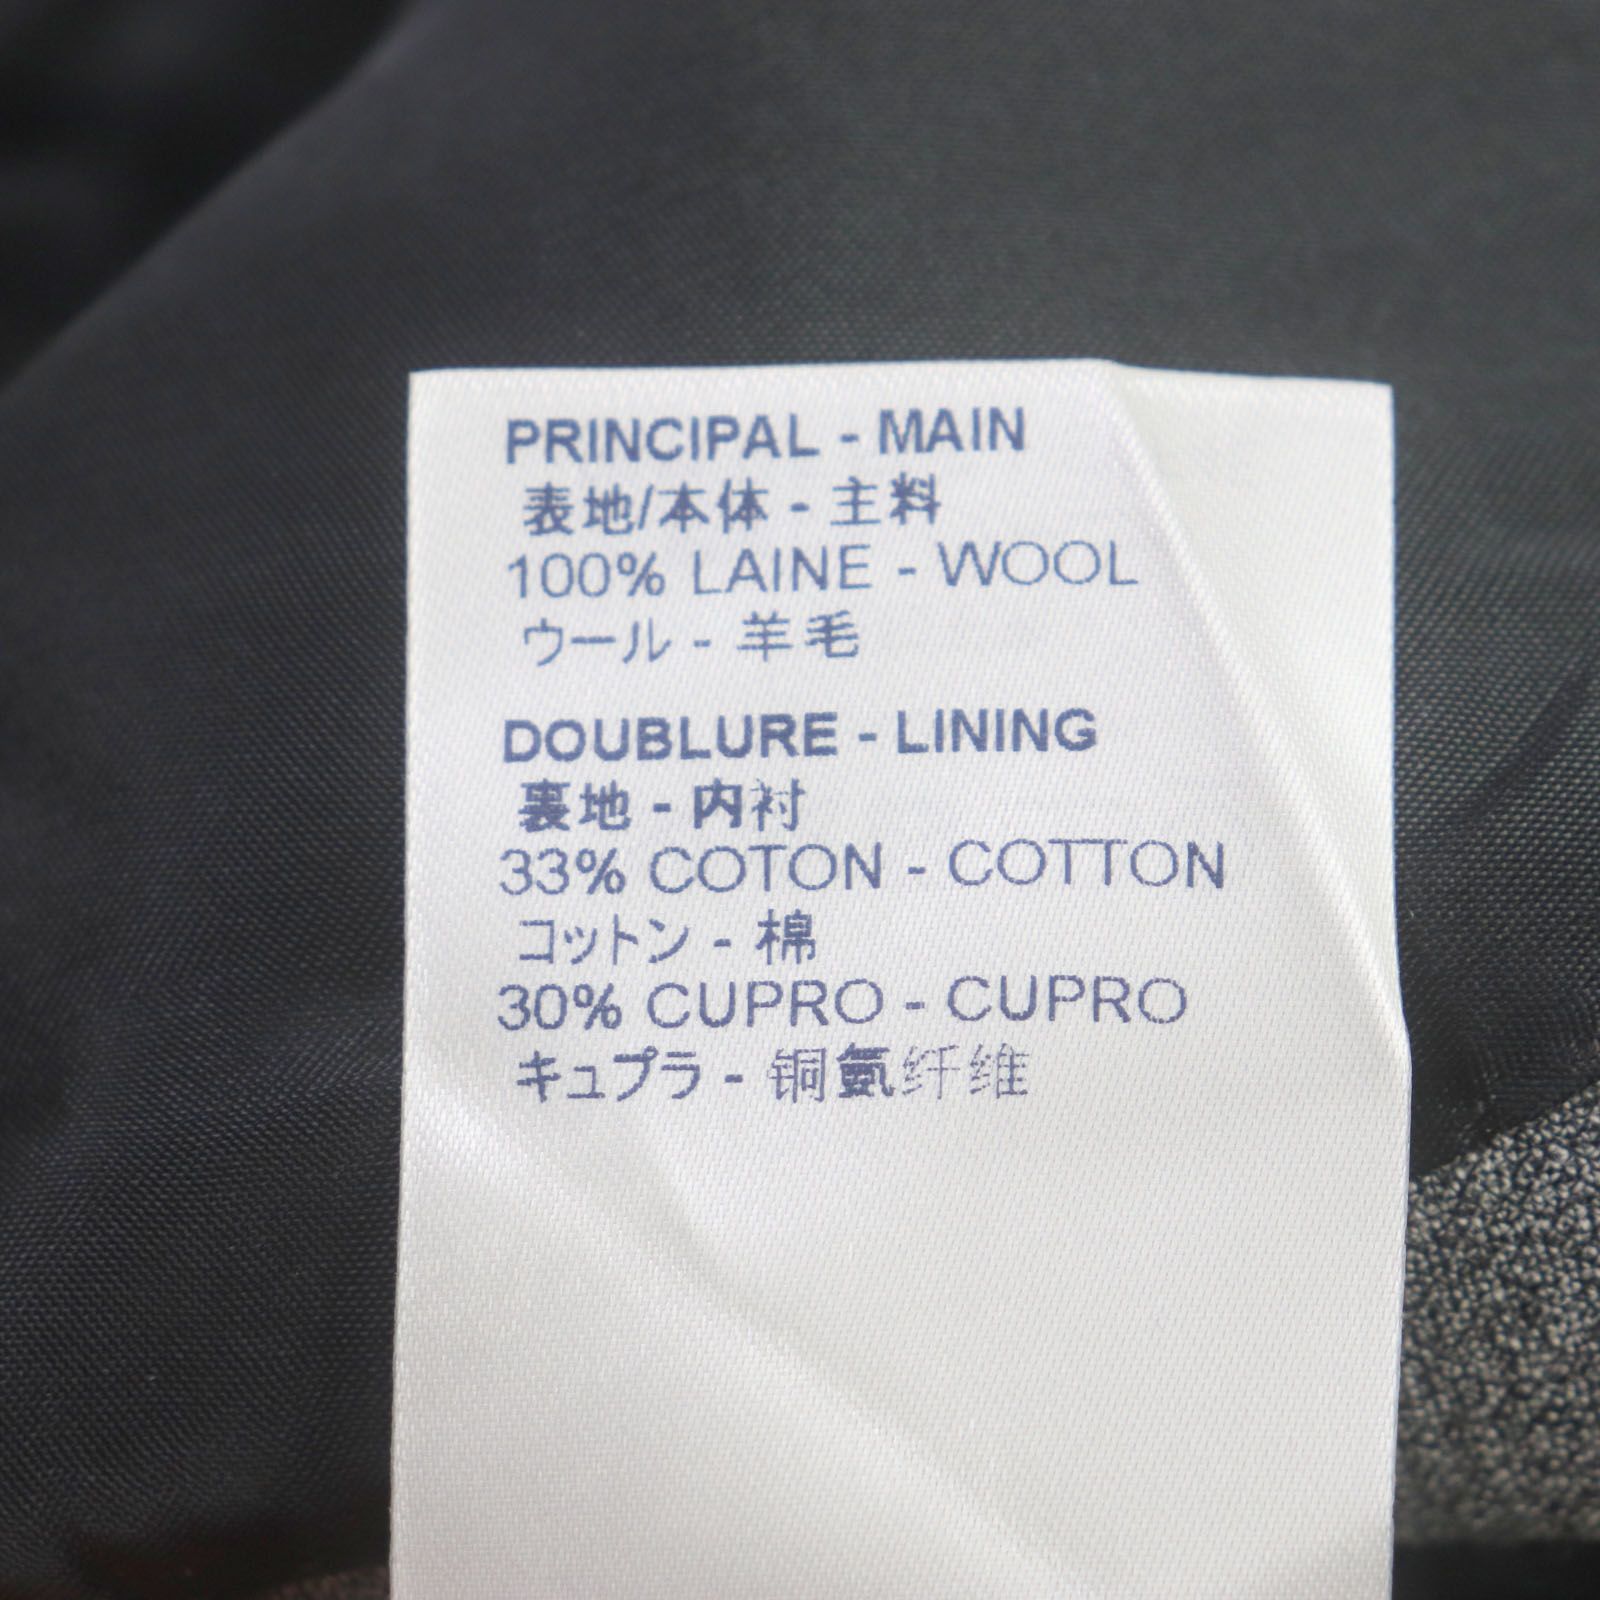 PRINCIPAL - MAIN
表地/本体 - 主料
100% LAINE - WOOL
ウール - 羊毛
DOUBLURE - LINING
裏地 - 内衬
33% COTON - COTTON
コットン - 棉
30% CUPRO - CUPRO
キュプラ - 铜氨纤维